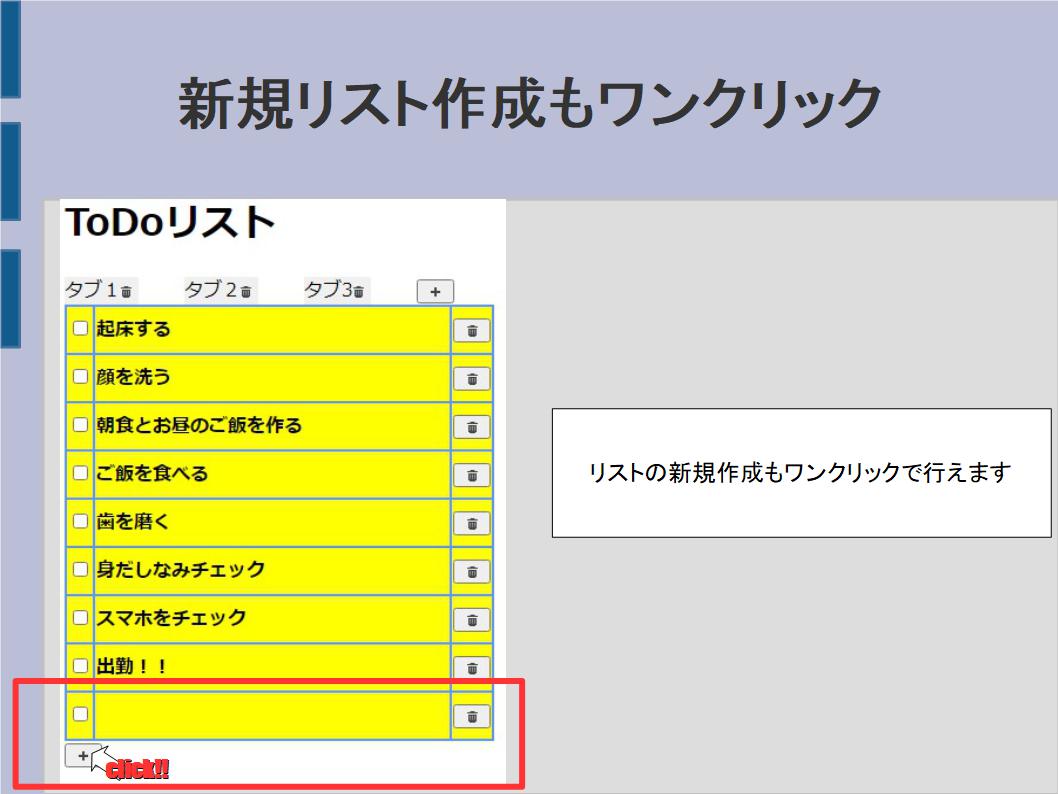 新規リスト作成もワンクリック
ToDoリスト
タブ1 タブ2 タブ3 +
起床する
顔を洗う
朝食とお昼のご飯を作る
ご飯を食べる
歯を磨く
身だしなみチェック
スマホをチェック
出勤！！
+
click!!
リストの新規作成もワンクリックで行えます